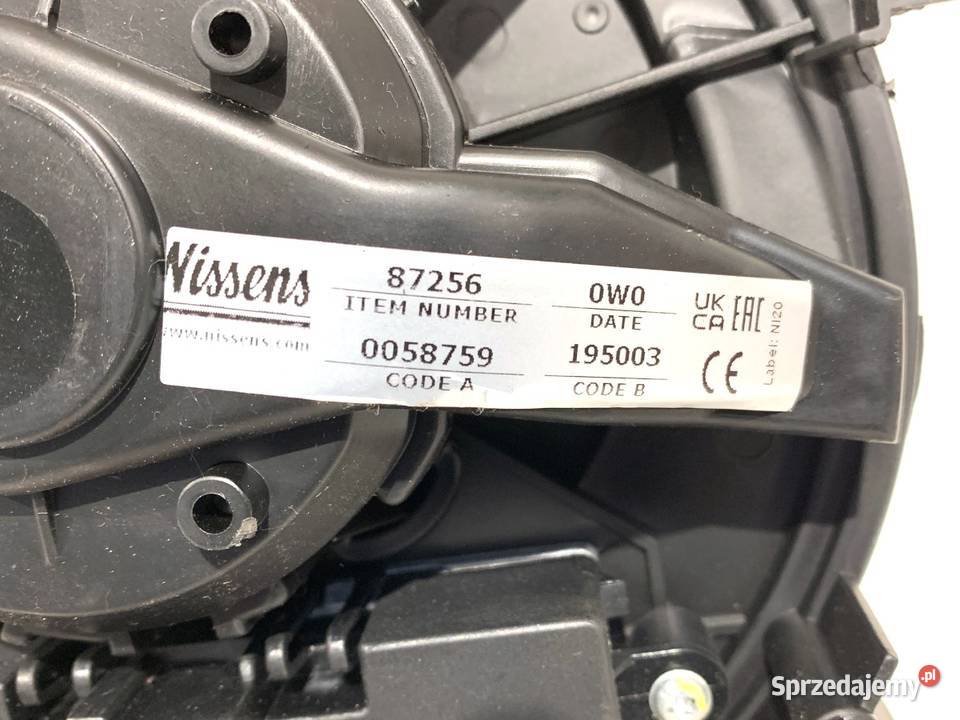 Nissens
www.nissens.com
87256
ITEM NUMBER
0058759
CODE A
0W0
DATE
195003
CODE B
UK
CA
EAC
CE
Label: NI20
Sprzedajemy.pl